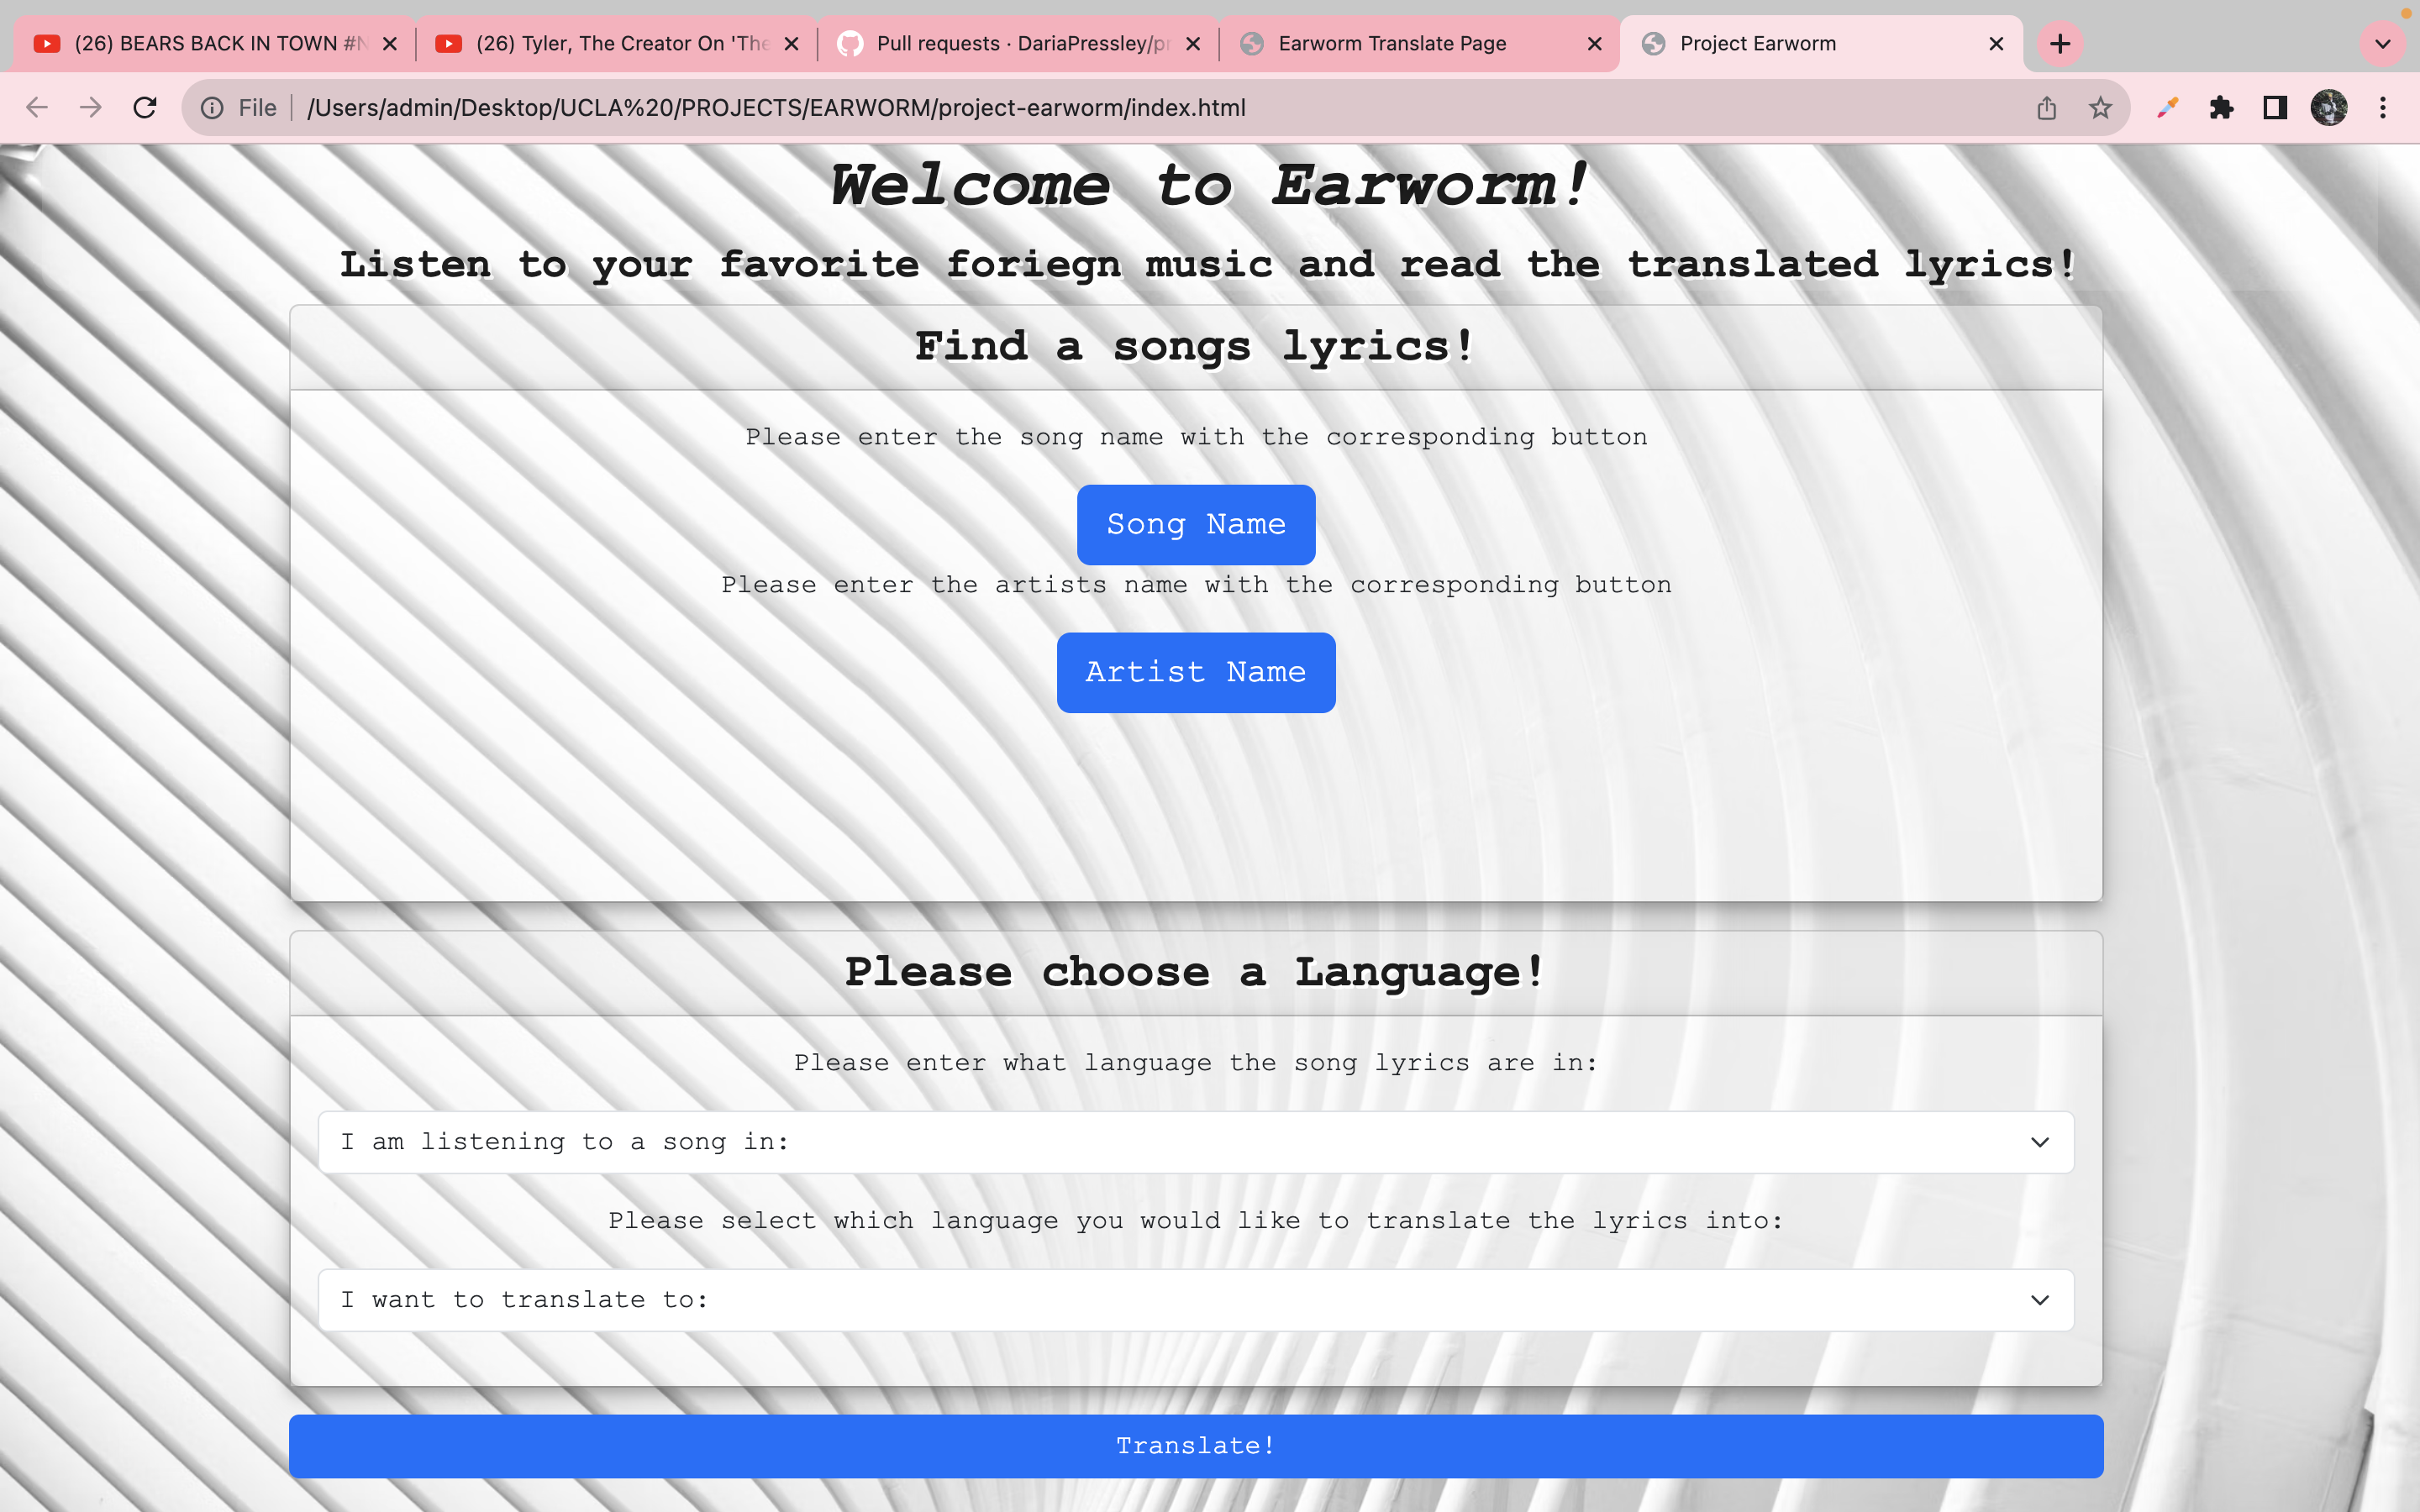 (26) BEARS BACK IN TOWN #N
(26) Tyler, The Creator On 'The
Pull requests · DariaPressley/pr
Earworm Translate Page
Project Earworm
File
/Users/admin/Desktop/UCLA%20/PROJECTS/EARWORM/project-earworm/index.html
Welcome to Earworm!
Listen to your favorite foriegn music and read the translated lyrics!
Find a songs lyrics!
Please enter the song name with the corresponding button
Song Name
Please enter the artists name with the corresponding button
Artist Name
Please choose a Language!
Please enter what language the song lyrics are in:
I am listening to a song in:
Please select which language you would like to translate the lyrics into:
I want to translate to:
Translate!